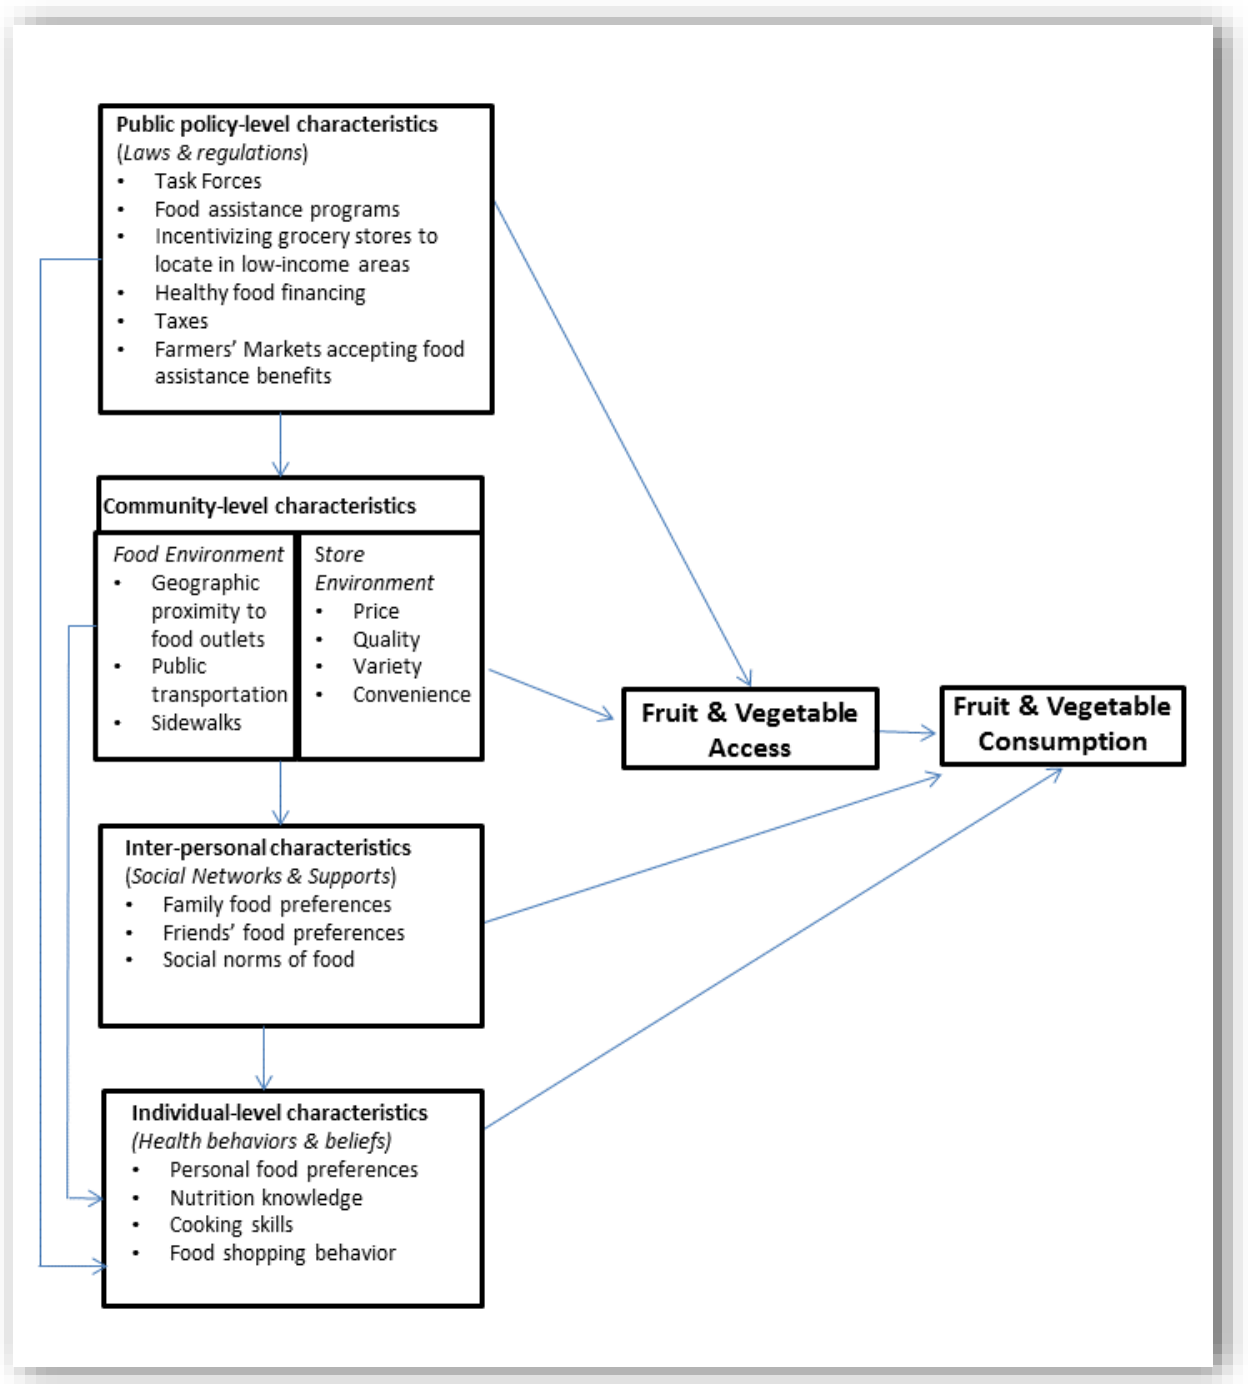 Public policy-level characteristics
(Laws & regulations)
• Task Forces
• Food assistance programs
• Incentivizing grocery stores to
locate in low-income areas
• Healthy food financing
• Taxes
• Farmers’ Markets accepting food
assistance benefits
Community-level characteristics
Food Environment
• Geographic
proximity to
food outlets
• Public
transportation
• Sidewalks
Store
Environment
• Price
• Quality
• Variety
• Convenience
Fruit & Vegetable
Access
Fruit & Vegetable
Consumption
Inter-personal characteristics
(Social Networks & Supports)
• Family food preferences
• Friends’ food preferences
• Social norms of food
Individual-level characteristics
(Health behaviors & beliefs)
• Personal food preferences
• Nutrition knowledge
• Cooking skills
• Food shopping behavior